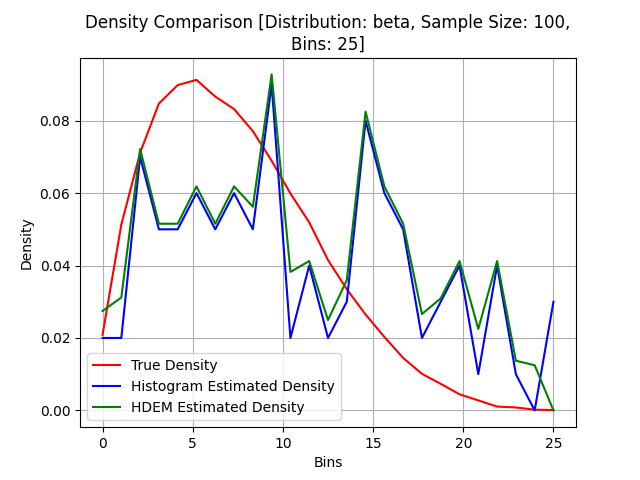 Density Comparison [Distribution: beta, Sample Size: 100,
Bins: 25]
Density
0.08
0.06
0.04
0.02
0.00
True Density
Histogram Estimated Density
HDEM Estimated Density
0 5 10 15 20 25
Bins